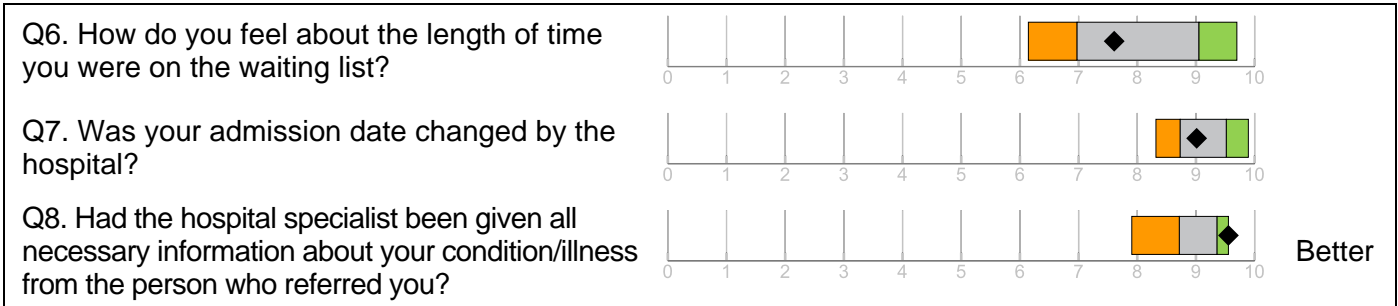 Q6. How do you feel about the length of time
you were on the waiting list?
0 1 2 3 4 5 6 7 8 9 10
Q7. Was your admission date changed by the
hospital?
0 1 2 3 4 5 6 7 8 9 10
Q8. Had the hospital specialist been given all
necessary information about your condition/illness
from the person who referred you?
0 1 2 3 4 5 6 7 8 9 10
Better